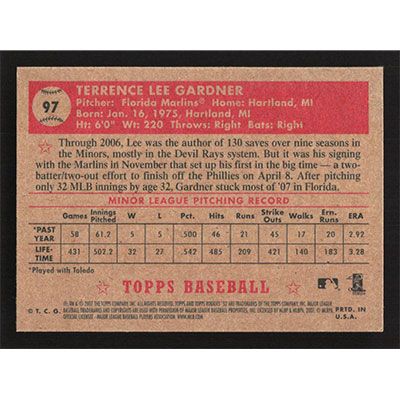 97
TERRENCE LEE GARDNER
Pitcher: Florida Marlins® Home: Hartland, MI
Born: Jan. 16, 1975, Hartland, MI
Ht: 6'0" Wt: 220 Throws: Right Bats: Right
Through 2006, Lee was the author of 130 saves over nine seasons in
the Minors, mostly in the Devil Rays system. But it was his signing
with the Marlins in November that set up his first in the big time — a two-
batter/two-out effort to finish off the Phillies on April 8. After pitching
only 32 MLB innings by age 32, Gardner stuck most of '07 in Florida.
MINOR LEAGUE PITCHING RECORD
Games Innings Pitched W L Pct. Hits Runs Strike Outs Walks Earn. Runs ERA
*PAST YEAR 58 61.2 5 5 .500 46 21 45 17 20 2.92
LIFE-TIME 431 502.2 32 27 .542 485 209 421 140 183 3.28
*Played with Toledo
TOPPS BASEBALL
© T. C. G.
PRTD. IN
U.S.A.